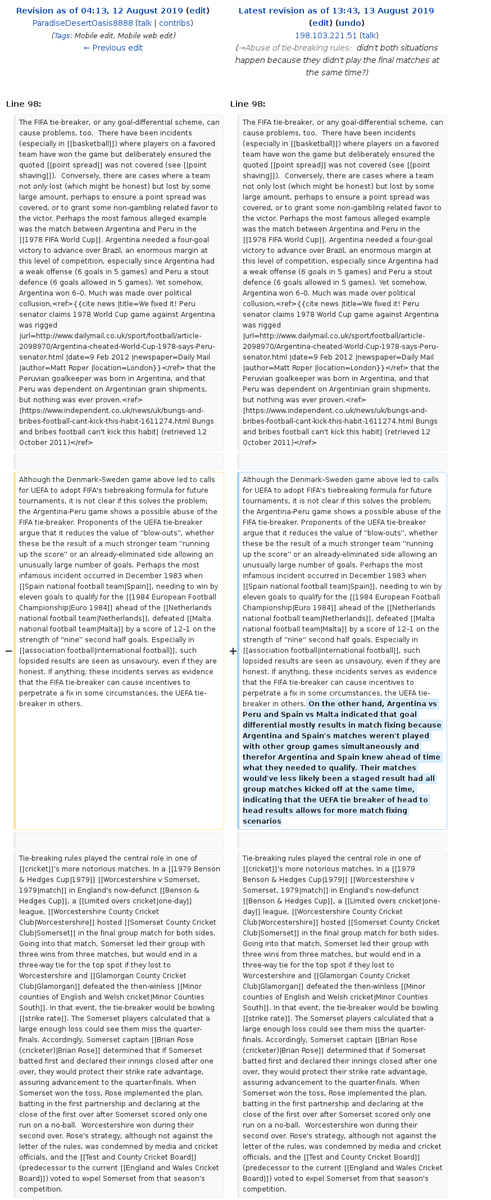 Revision as of 04:13, 12 August 2019 (edit)
ParadiseDesertOasis8888 (talk | contribs)
(Tags: Mobile edit, Mobile web edit)
← Previous edit
Latest revision as of 13:43, 13 August 2019
(edit) (undo)
198.103.221.51 (talk)
(→Abuse of tie-breaking rules: didn't both situations
happen because they didn't play the final matches at
the same time?)
Line 98:
The FIFA tie-breaker, or any goal-differential scheme, can
cause problems, too. There have been incidents
(especially in [[basketball]]) where players on a favored
team have won the game but deliberately ensured the
quoted [[point spread]] was not covered (see [[point
shaving]]). Conversely, there are cases where a team
not only lost (which might be honest) but lost by some
large amount, perhaps to ensure a point spread was
covered, or to grant some non-gambling related favor to
the victor. Perhaps the most famous alleged example
was the match between Argentina and Peru in the
[[1978 FIFA World Cup]]. Argentina needed a four-goal
victory to advance over Brazil, an enormous margin at
this level of competition, especially since Argentina had
a weak offense (6 goals in 5 games) and Peru a stout
defence (6 goals allowed in 5 games). Yet somehow,
Argentina won 6–0. Much was made over political
collusion,<ref>{{cite news |title=We fixed it! Peru
senator claims 1978 World Cup game against Argentina
was rigged
|url=http://www.dailymail.co.uk/sport/football/article-
2098970/Argentina-cheated-World-Cup-1978-says-Peru-
senator.html |date=9 Feb 2012 |newspaper=Daily Mail
|author=Matt Roper |location=London}}</ref> that the
Peruvian goalkeeper was born in Argentina, and that
Peru was dependent on Argentinian grain shipments,
but nothing was ever proven.<ref>
[https://www.independent.co.uk/news/uk/bungs-and-
bribes-football-cant-kick-this-habit-1611274.html Bungs
and bribes football can't kick this habit] (retrieved 12
October 2011)</ref>
−
Although the Denmark–Sweden game above led to calls
for UEFA to adopt FIFA's tiebreaking formula for future
tournaments, it is not clear if this solves the problem;
the Argentina-Peru game shows a possible abuse of the
FIFA tie-breaker. Proponents of the UEFA tie-breaker
argue that it reduces the value of "blow-outs", whether
these be the result of a much stronger team "running
up the score" or an already-eliminated side allowing an
unusually large number of goals. Perhaps the most
infamous incident occurred in December 1983 when
[[Spain national football team|Spain]], needing to win by
eleven goals to qualify for the [[1984 European Football
Championship|Euro 1984]] ahead of the [[Netherlands
national football team|Netherlands]], defeated [[Malta
national football team|Malta]] by a score of 12–1 on the
strength of ''nine'' second half goals. Especially in
[[association football|international football]], such
lopsided results are seen as unsavoury, even if they are
honest. If anything, these incidents serves as evidence
that the FIFA tie-breaker can cause incentives to
perpetrate a fix in some circumstances, the UEFA tie-
breaker in others.
Tie-breaking rules played the central role in one of
[[cricket]]'s more notorious matches. In a [[1979 Benson
& Hedges Cup|1979]] [[Worcestershire v Somerset,
1979|match]] in England's now-defunct [[Benson &
Hedges Cup]], a [[Limited overs cricket|one-day]]
league, [[Worcestershire County Cricket
Club|Worcestershire]] hosted [[Somerset County Cricket
Club|Somerset]] in the final group match for both sides.
Going into that match, Somerset led their group with
three wins from three matches, but would end in a
three-way tie for the top spot if they lost to
Worcestershire and [[Glamorgan County Cricket
Club|Glamorgan]] defeated the then-winless [[Minor
counties of English and Welsh cricket|Minor Counties
South]]. In that event, the tie-breaker would be bowling
[[strike rate]]. The Somerset players calculated that a
large enough loss could see them miss the quarter-
finals. Accordingly, Somerset captain [[Brian Rose
(cricketer)|Brian Rose]] determined that if Somerset
batted first and declared their innings closed after one
over, they would protect their strike rate advantage,
assuring advancement to the quarter-finals. When
Somerset won the toss, Rose implemented the plan,
batting in the first partnership and declaring at the
close of the first over after Somerset scored only one
run on a no-ball. Worcestershire won during their
second over. Rose's strategy, although not against the
letter of the rules, was condemned by media and cricket
officials, and the [[Test and County Cricket Board]]
(predecessor to the current [[England and Wales Cricket
Board]]) voted to expel Somerset from that season's
competition.
Line 98:
The FIFA tie-breaker, or any goal-differential scheme, can
cause problems, too. There have been incidents
(especially in [[basketball]]) where players on a favored
team have won the game but deliberately ensured the
quoted [[point spread]] was not covered (see [[point
shaving]]). Conversely, there are cases where a team
not only lost (which might be honest) but lost by some
large amount, perhaps to ensure a point spread was
covered, or to grant some non-gambling related favor to
the victor. Perhaps the most famous alleged example
was the match between Argentina and Peru in the
[[1978 FIFA World Cup]]. Argentina needed a four-goal
victory to advance over Brazil, an enormous margin at
this level of competition, especially since Argentina had
a weak offense (6 goals in 5 games) and Peru a stout
defence (6 goals allowed in 5 games). Yet somehow,
Argentina won 6–0. Much was made over political
collusion,<ref>{{cite news |title=We fixed it! Peru
senator claims 1978 World Cup game against Argentina
was rigged
|url=http://www.dailymail.co.uk/sport/football/article-
2098970/Argentina-cheated-World-Cup-1978-says-Peru-
senator.html |date=9 Feb 2012 |newspaper=Daily Mail
|author=Matt Roper |location=London}}</ref> that the
Peruvian goalkeeper was born in Argentina, and that
Peru was dependent on Argentinian grain shipments,
but nothing was ever proven.<ref>
[https://www.independent.co.uk/news/uk/bungs-and-
bribes-football-cant-kick-this-habit-1611274.html Bungs
and bribes football can't kick this habit] (retrieved 12
October 2011)</ref>
+
Although the Denmark–Sweden game above led to calls
for UEFA to adopt FIFA's tiebreaking formula for future
tournaments, it is not clear if this solves the problem;
the Argentina-Peru game shows a possible abuse of the
FIFA tie-breaker. Proponents of the UEFA tie-breaker
argue that it reduces the value of "blow-outs", whether
these be the result of a much stronger team "running
up the score" or an already-eliminated side allowing an
unusually large number of goals. Perhaps the most
infamous incident occurred in December 1983 when
[[Spain national football team|Spain]], needing to win by
eleven goals to qualify for the [[1984 European Football
Championship|Euro 1984]] ahead of the [[Netherlands
national football team|Netherlands]], defeated [[Malta
national football team|Malta]] by a score of 12–1 on the
strength of ''nine'' second half goals. Especially in
[[association football|international football]], such
lopsided results are seen as unsavoury, even if they are
honest. If anything, these incidents serves as evidence
that the FIFA tie-breaker can cause incentives to
perpetrate a fix in some circumstances, the UEFA tie-
breaker in others. On the other hand, Argentina vs
Peru and Spain vs Malta indicated that goal
differential mostly results in match fixing because
Argentina and Spain's matches weren't played
with other group games simultaneously and
therefor Argentina and Spain knew ahead of time
what they needed to qualify. Their matches
would've less likely been a staged result had all
group matches kicked off at the same time,
indicating that the UEFA tie breaker of head to
head results allows for more match fixing
scenarios
Tie-breaking rules played the central role in one of
[[cricket]]'s more notorious matches. In a [[1979
Benson & Hedges Cup|1979]] [[Worcestershire v
Somerset, 1979|match]] in England's now-defunct
[[Benson & Hedges Cup]], a [[Limited overs cricket|one-
day]] league, [[Worcestershire County Cricket
Club|Worcestershire]] hosted [[Somerset County Cricket
Club|Somerset]] in the final group match for both sides.
Going into that match, Somerset led their group with
three wins from three matches, but would end in a
three-way tie for the top spot if they lost to
Worcestershire and [[Glamorgan County Cricket
Club|Glamorgan]] defeated the then-winless [[Minor
counties of English and Welsh cricket|Minor Counties
South]]. In that event, the tie-breaker would be bowling
[[strike rate]]. The Somerset players calculated that a
large enough loss could see them miss the quarter-
finals. Accordingly, Somerset captain [[Brian Rose
(cricketer)|Brian Rose]] determined that if Somerset
batted first and declared their innings closed after one
over, they would protect their strike rate advantage,
assuring advancement to the quarter-finals. When
Somerset won the toss, Rose implemented the plan,
batting in the first partnership and declaring at the
close of the first over after Somerset scored only one
run on a no-ball. Worcestershire won during their
second over. Rose's strategy, although not against the
letter of the rules, was condemned by media and cricket
officials, and the [[Test and County Cricket Board]]
(predecessor to the current [[England and Wales Cricket
Board]]) voted to expel Somerset from that season's
competition.